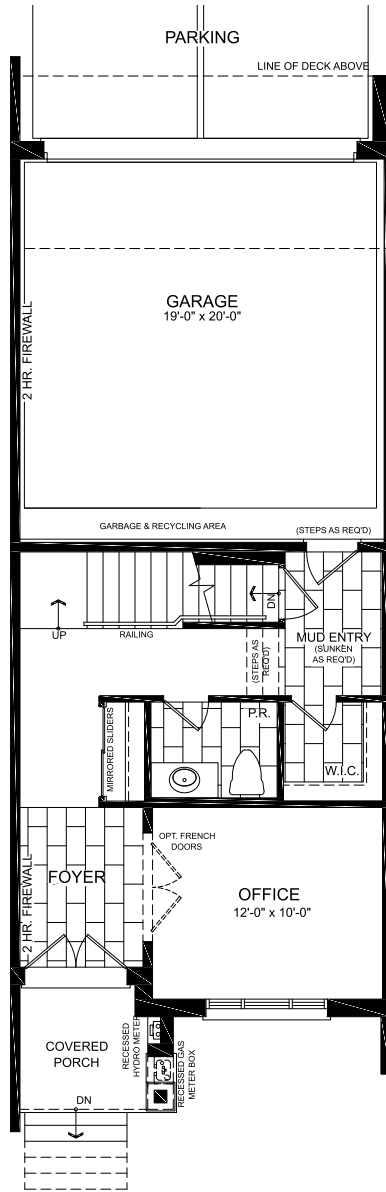 PARKING
LINE OF DECK ABOVE
GARAGE
19'-0" x 20'-0"
2 HR. FIREWALL
GARBAGE & RECYCLING AREA
(STEPS AS REQ'D)
DN
UP
RAILING
MUD ENTRY
(SUNKEN
AS REQ'D)
(STEPS AS
REQ'D)
P.R.
MIRRORED SLIDERS
W.I.C.
OPT. FRENCH
DOORS
FOYER
2 HR. FIREWALL
OFFICE
12'-0" x 10'-0"
COVERED
PORCH
RECESSED
HYDRO METER
RECESSED GAS
METER BOX
DN